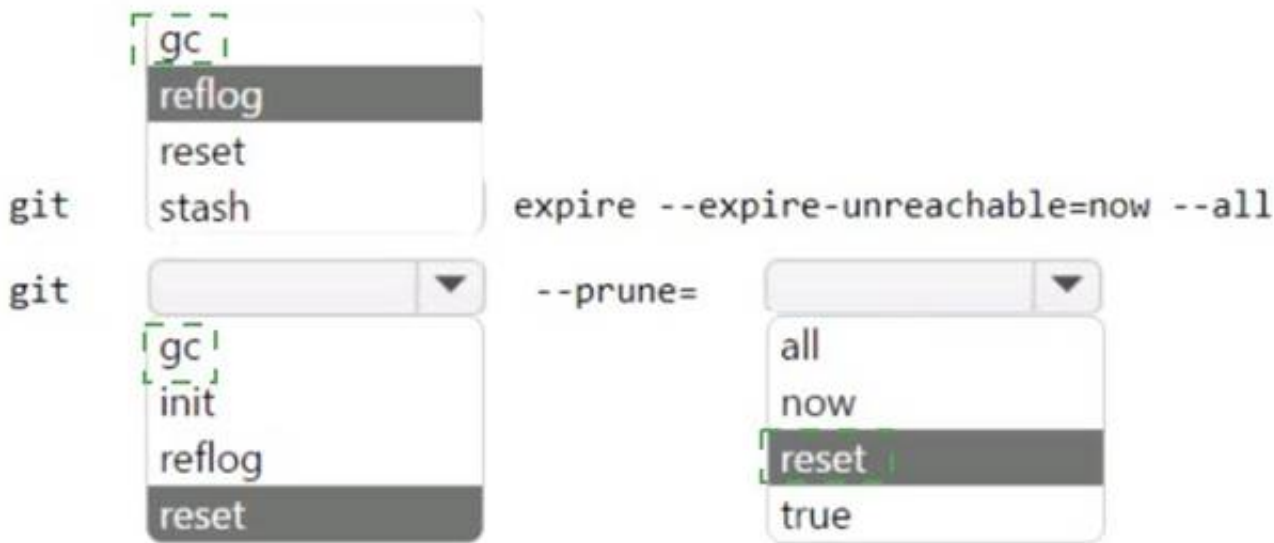 gc
reflog
reset
git stash expire --expire-unreachable=now --all
git --prune=
gc all
init now
reflog reset
reset true